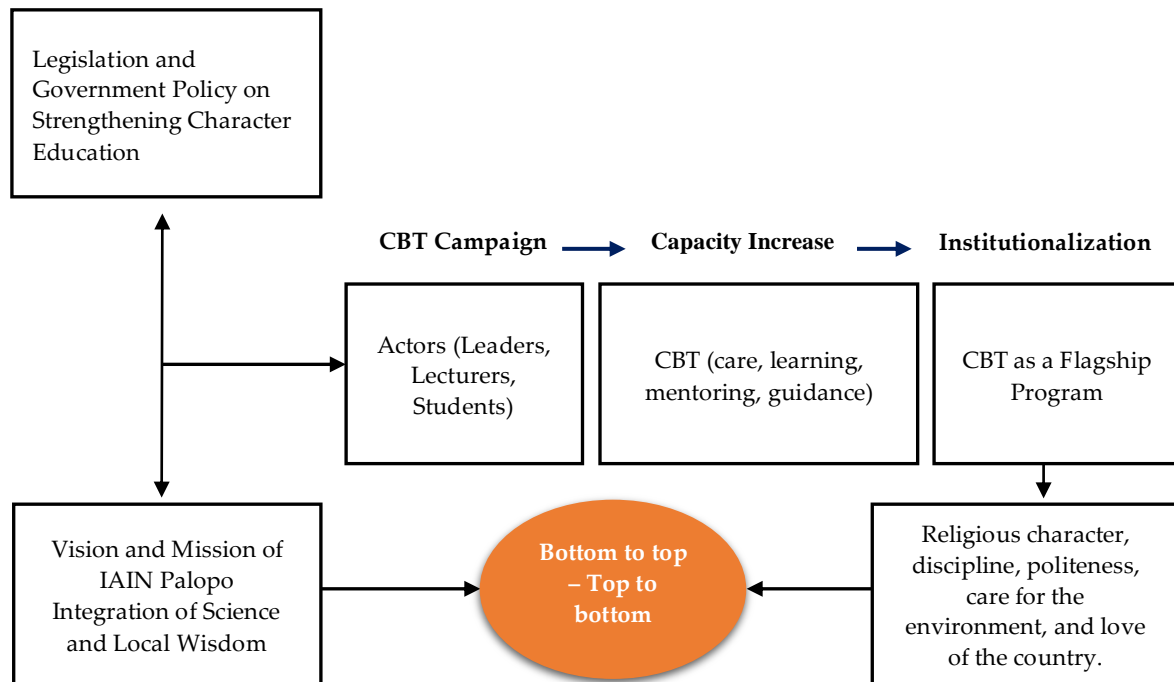 Legislation and
Government Policy on
Strengthening Character
Education
CBT Campaign
Capacity Increase
Institutionalization
Actors (Leaders,
Lecturers,
Students)
CBT (care, learning,
mentoring, guidance)
CBT as a Flagship
Program
Vision and Mission of
IAIN Palopo
Integration of Science
and Local Wisdom
Bottom to top
– Top to
bottom
Religious character,
discipline, politeness,
care for the
environment, and love
of the country.